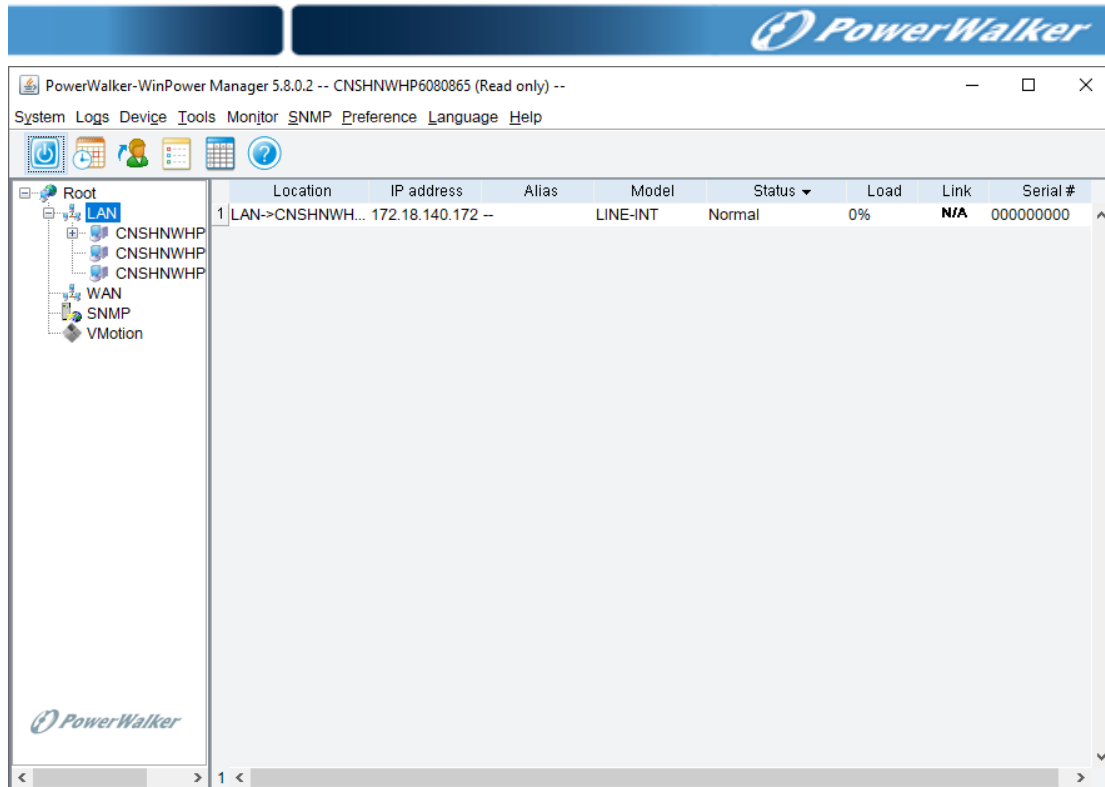 PowerWalker
PowerWalker-WinPower Manager 5.8.0.2 -- CNSHNWHP6080865 (Read only) --
System Logs Device Tools Monitor SNMP Preference Language Help
Root
LAN
CNSHNWHP
CNSHNWHP
CNSHNWHP
WAN
SNMP
VMotion
Location IP address Alias Model Status Load Link Serial #
1 LAN->CNSHNWH... 172.18.140.172 -- LINE-INT Normal 0% N/A 000000000
PowerWalker
1